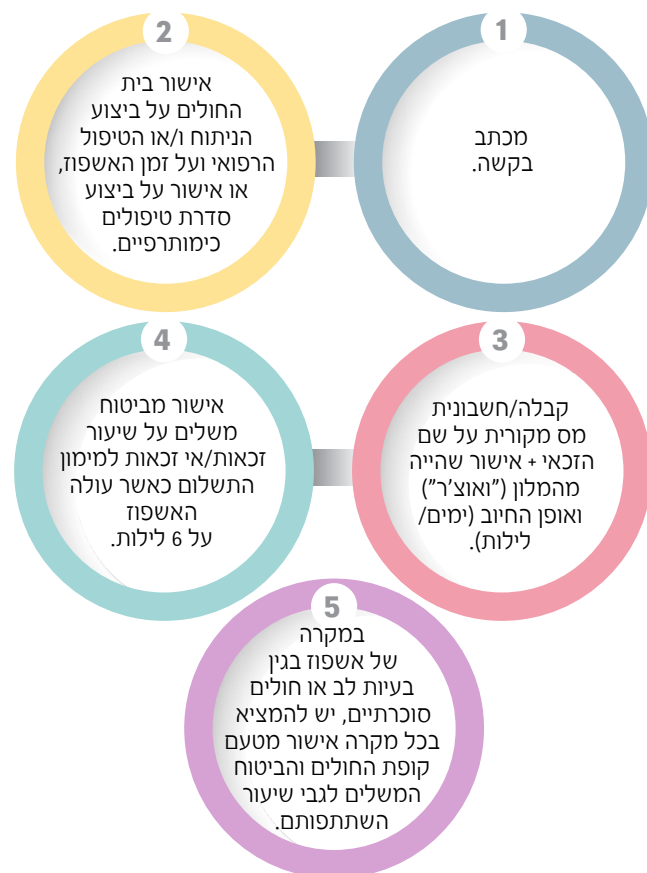 1
מכתב
בקשה.
2
אישור בית
החולים על ביצוע
הניתוח ו/או הטיפול
הרפואי ועל זמן האשפוז,
או אישור על ביצוע
סדרת טיפולים
כימותרפיים.
3
קבלה/חשבונית
מס מקורית על שם
הזכאי + אישור שהייה
מהמלון ("ואוצ'ר")
ואופן החיוב (ימים/
לילות).
4
אישור מביטוח
משלים על שיעור
זכאות/אי זכאות למימון
התשלום כאשר עולה
האשפוז
על 6 לילות.
5
במקרה
של אשפוז בגין
בעיות לב או חולים
סוכרתיים, יש להמציא
בכל מקרה אישור מטעם
קופת החולים והביטוח
המשלים לגבי שיעור
השתתפותם.